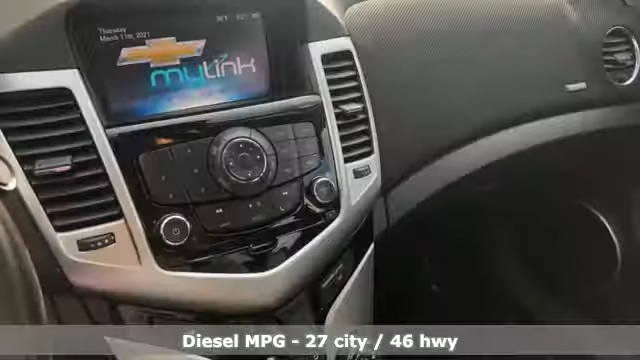 Thursday
March 11th, 2021
mylink
Diesel MPG - 27 city / 46 hwy